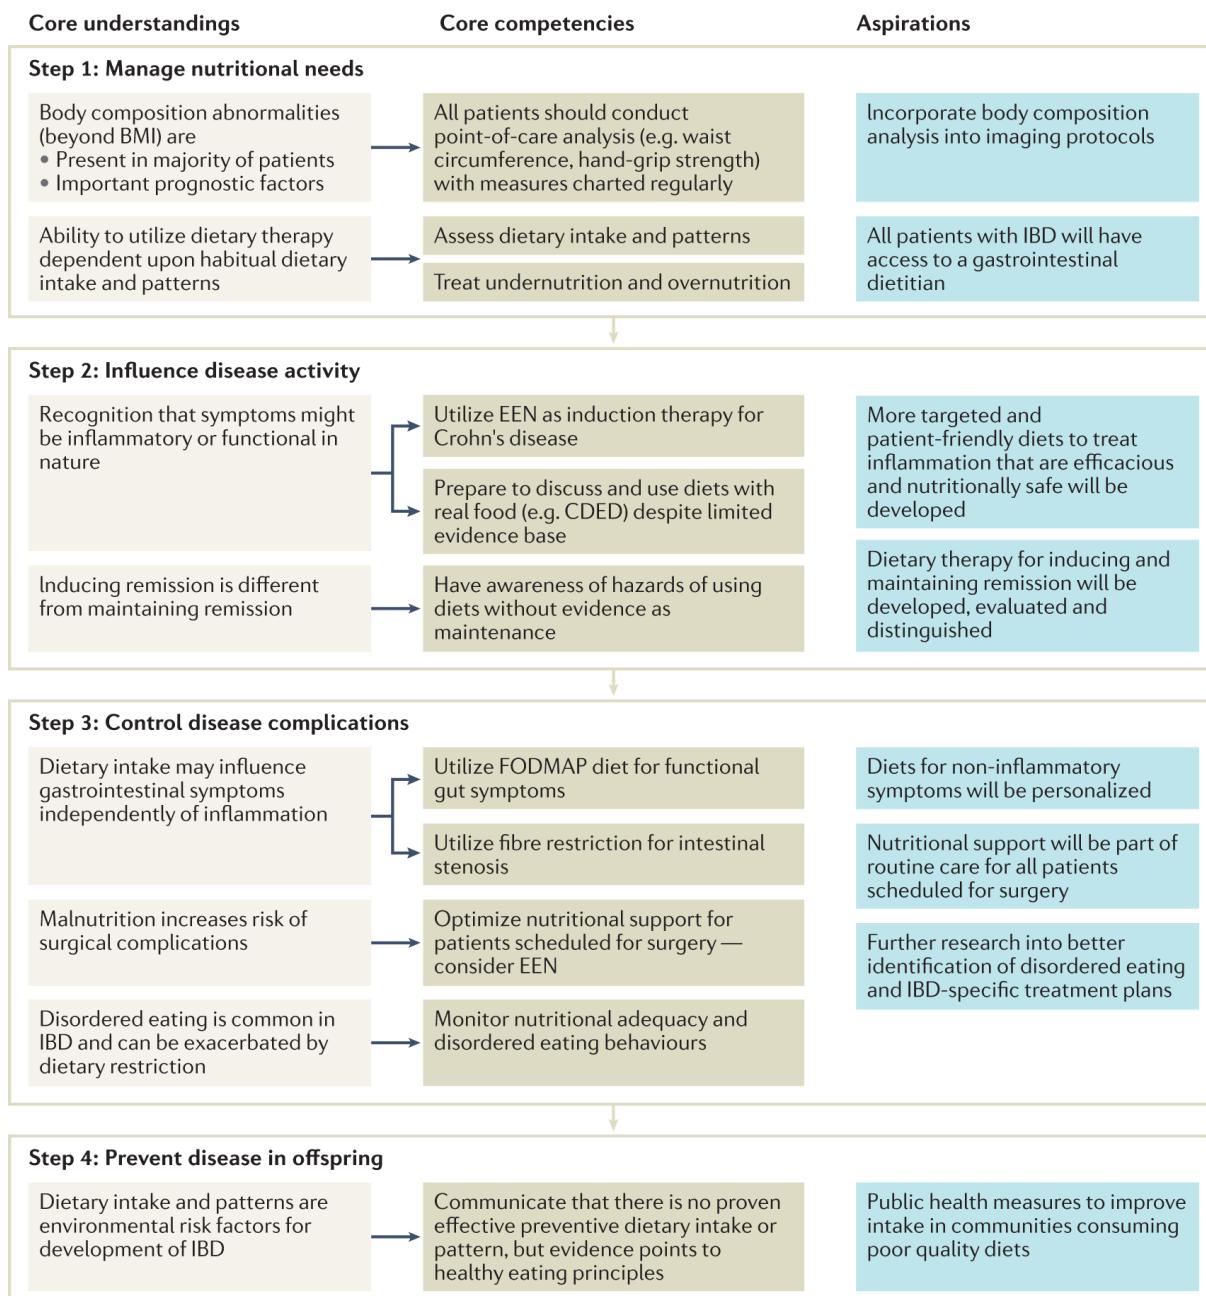 Core understandings
Core competencies
Aspirations
Step 1: Manage nutritional needs
Body composition abnormalities
(beyond BMI) are
• Present in majority of patients
• Important prognostic factors
All patients should conduct
point-of-care analysis (e.g. waist
circumference, hand-grip strength)
with measures charted regularly
Incorporate body composition
analysis into imaging protocols
Ability to utilize dietary therapy
dependent upon habitual dietary
intake and patterns
Assess dietary intake and patterns
Treat undernutrition and overnutrition
All patients with IBD will have
access to a gastrointestinal
dietitian
Step 2: Influence disease activity
Recognition that symptoms might
be inflammatory or functional in
nature
Utilize EEN as induction therapy for
Crohn's disease
Prepare to discuss and use diets with
real food (e.g. CDED) despite limited
evidence base
More targeted and
patient-friendly diets to treat
inflammation that are efficacious
and nutritionally safe will be
developed
Inducing remission is different
from maintaining remission
Have awareness of hazards of using
diets without evidence as
maintenance
Dietary therapy for inducing and
maintaining remission will be
developed, evaluated and
distinguished
Step 3: Control disease complications
Dietary intake may influence
gastrointestinal symptoms
independently of inflammation
Utilize FODMAP diet for functional
gut symptoms
Utilize fibre restriction for intestinal
stenosis
Diets for non-inflammatory
symptoms will be personalized
Nutritional support will be part of
routine care for all patients
scheduled for surgery
Malnutrition increases risk of
surgical complications
Optimize nutritional support for
patients scheduled for surgery —
consider EEN
Further research into better
identification of disordered eating
and IBD-specific treatment plans
Disordered eating is common in
IBD and can be exacerbated by
dietary restriction
Monitor nutritional adequacy and
disordered eating behaviours
Step 4: Prevent disease in offspring
Dietary intake and patterns are
environmental risk factors for
development of IBD
Communicate that there is no proven
effective preventive dietary intake or
pattern, but evidence points to
healthy eating principles
Public health measures to improve
intake in communities consuming
poor quality diets